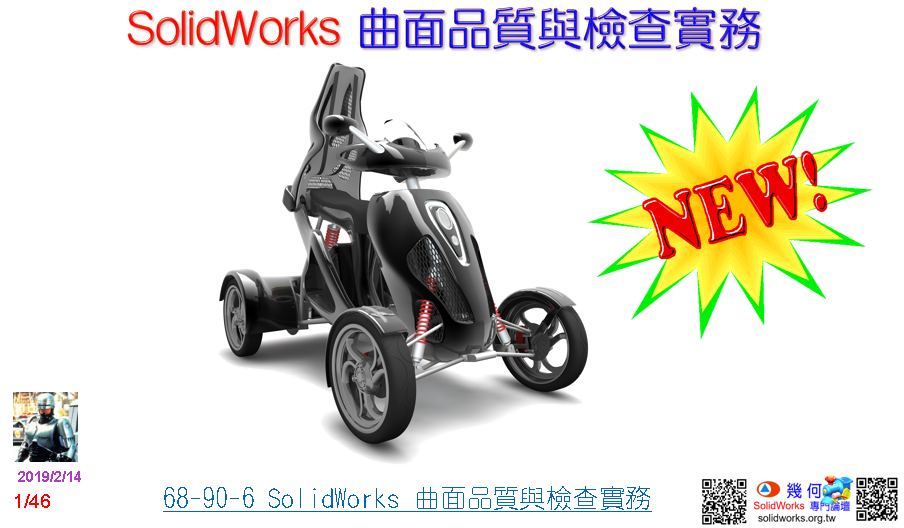 SolidWorks 曲面品質與檢查實務
NEW!
2019/2/14
1/46
68-90-6 SolidWorks 曲面品質與檢查實務
幾何
SolidWorks 專門論壇
solidworks.org.tw